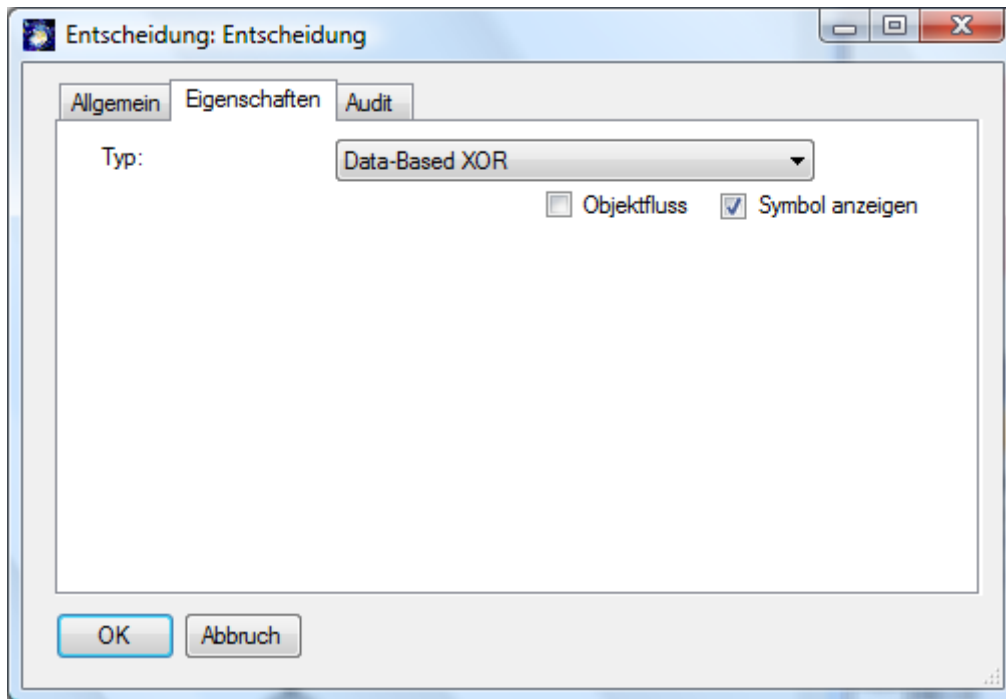 Entscheidung: Entscheidung
Allgemein Eigenschaften Audit
Typ: Data-Based XOR
Objektfluss Symbol anzeigen
OK Abbruch